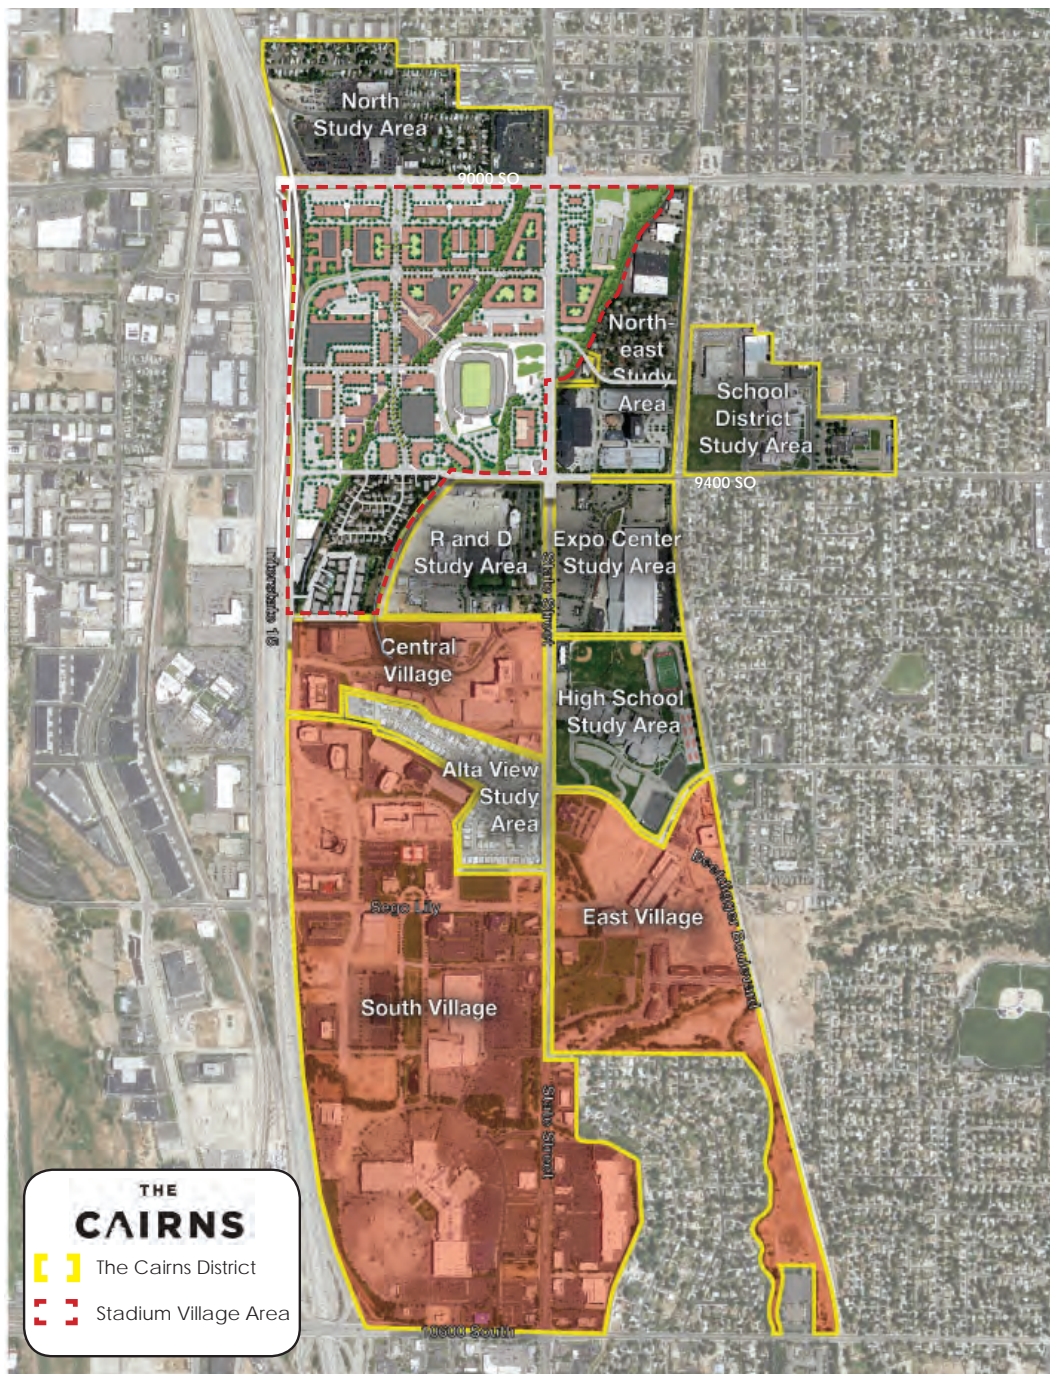 North
Study Area
9000 SO
North-
east
Study
Area
School
District
Study Area
9400 SO
R and D
Study Area
Expo Center
Study Area
Interstate 15
State Street
Central
Village
High School
Study Area
Alta View
Study
Area
Sego Lily
East Village
South Village
State Street
10600 South
THE
CAIRNS
The Cairns District
Stadium Village Area